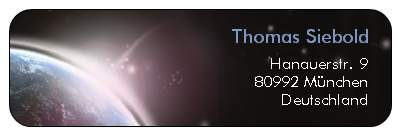 Thomas Siebold
Hanauerstr. 9
80992 München
Deutschland